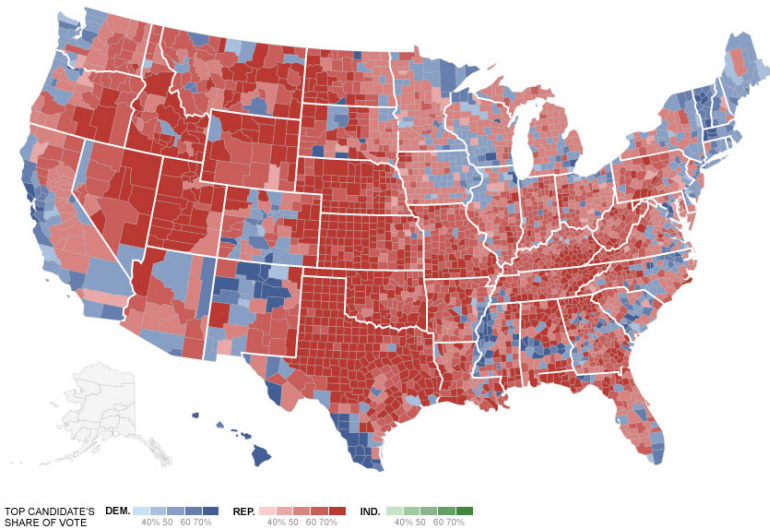 TOP CANDIDATE'S
SHARE OF VOTE
DEM.
40% 50 60 70%
REP.
40% 50 60 70%
IND.
40% 50 60 70%